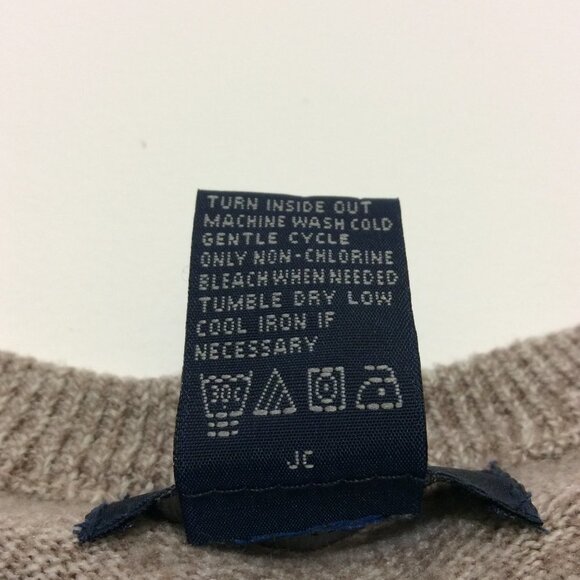 TURN INSIDE OUT
MACHINE WASH COLD
GENTLE CYCLE
ONLY NON-CHLORINE
BLEACH WHEN NEEDED
TUMBLE DRY LOW
COOL IRON IF
NECESSARY
30C
JC